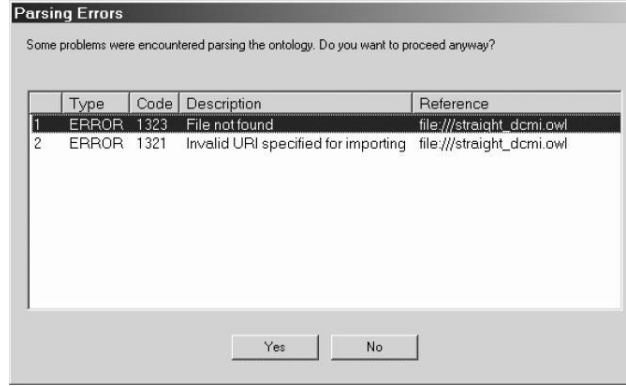 Parsing Errors
Some problems were encountered parsing the ontology. Do you want to proceed anyway?
Type Code Description Reference
1 ERROR 1323 File not found file:///straight_dcmi.owl
2 ERROR 1321 Invalid URI specified for importing file:///straight_dcmi.owl
Yes No